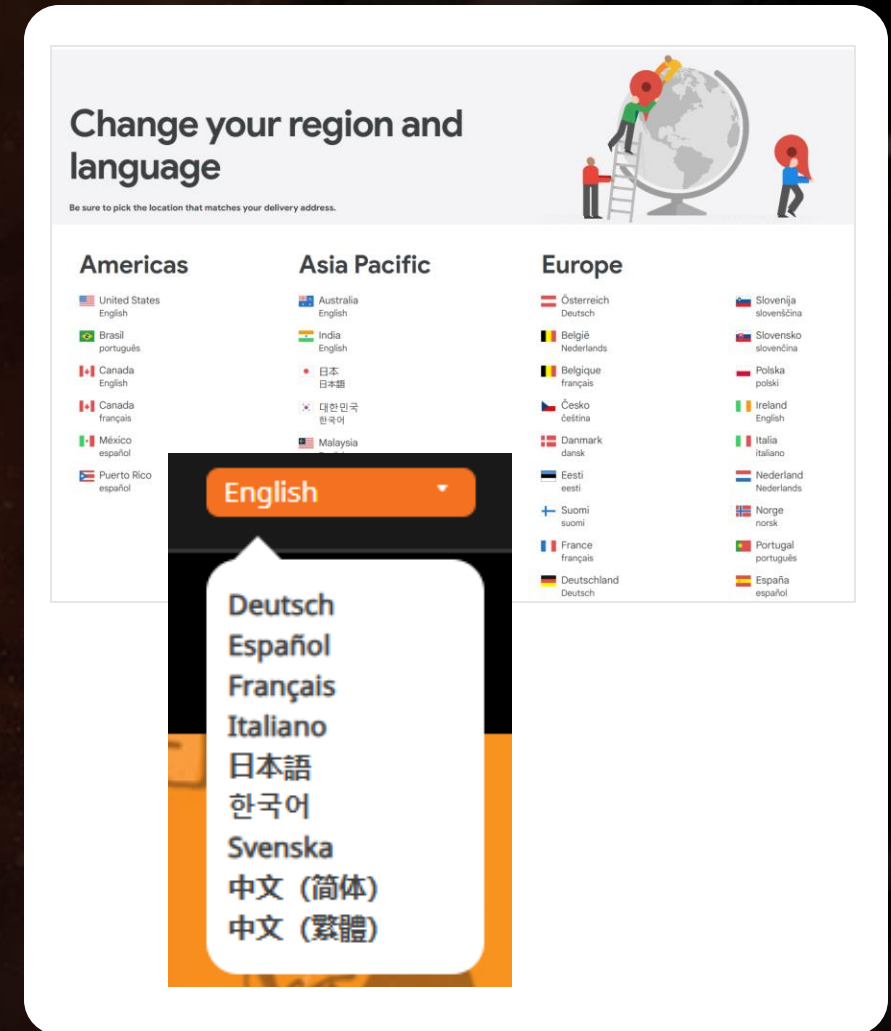 Change your region and
language
Be sure to pick the location that matches your delivery address.
Americas
United States
English
Brasil
português
Canada
English
Canada
français
México
español
Puerto Rico
español
Asia Pacific
Australia
English
India
English
日本
日本語
대한민국
한국어
Malaysia
Europe
Österreich
Deutsch
België
Nederlands
Belgique
français
Česko
čeština
Danmark
dansk
Eesti
eesti
Suomi
suomi
France
français
Deutschland
Deutsch
Slovenija
slovenščina
Slovensko
slovenčina
Polska
polski
Ireland
English
Italia
italiano
Nederland
Nederlands
Norge
norsk
Portugal
português
España
español
English
Deutsch
Español
Français
Italiano
日本語
한국어
Svenska
中文 (简体)
中文 (繁體)